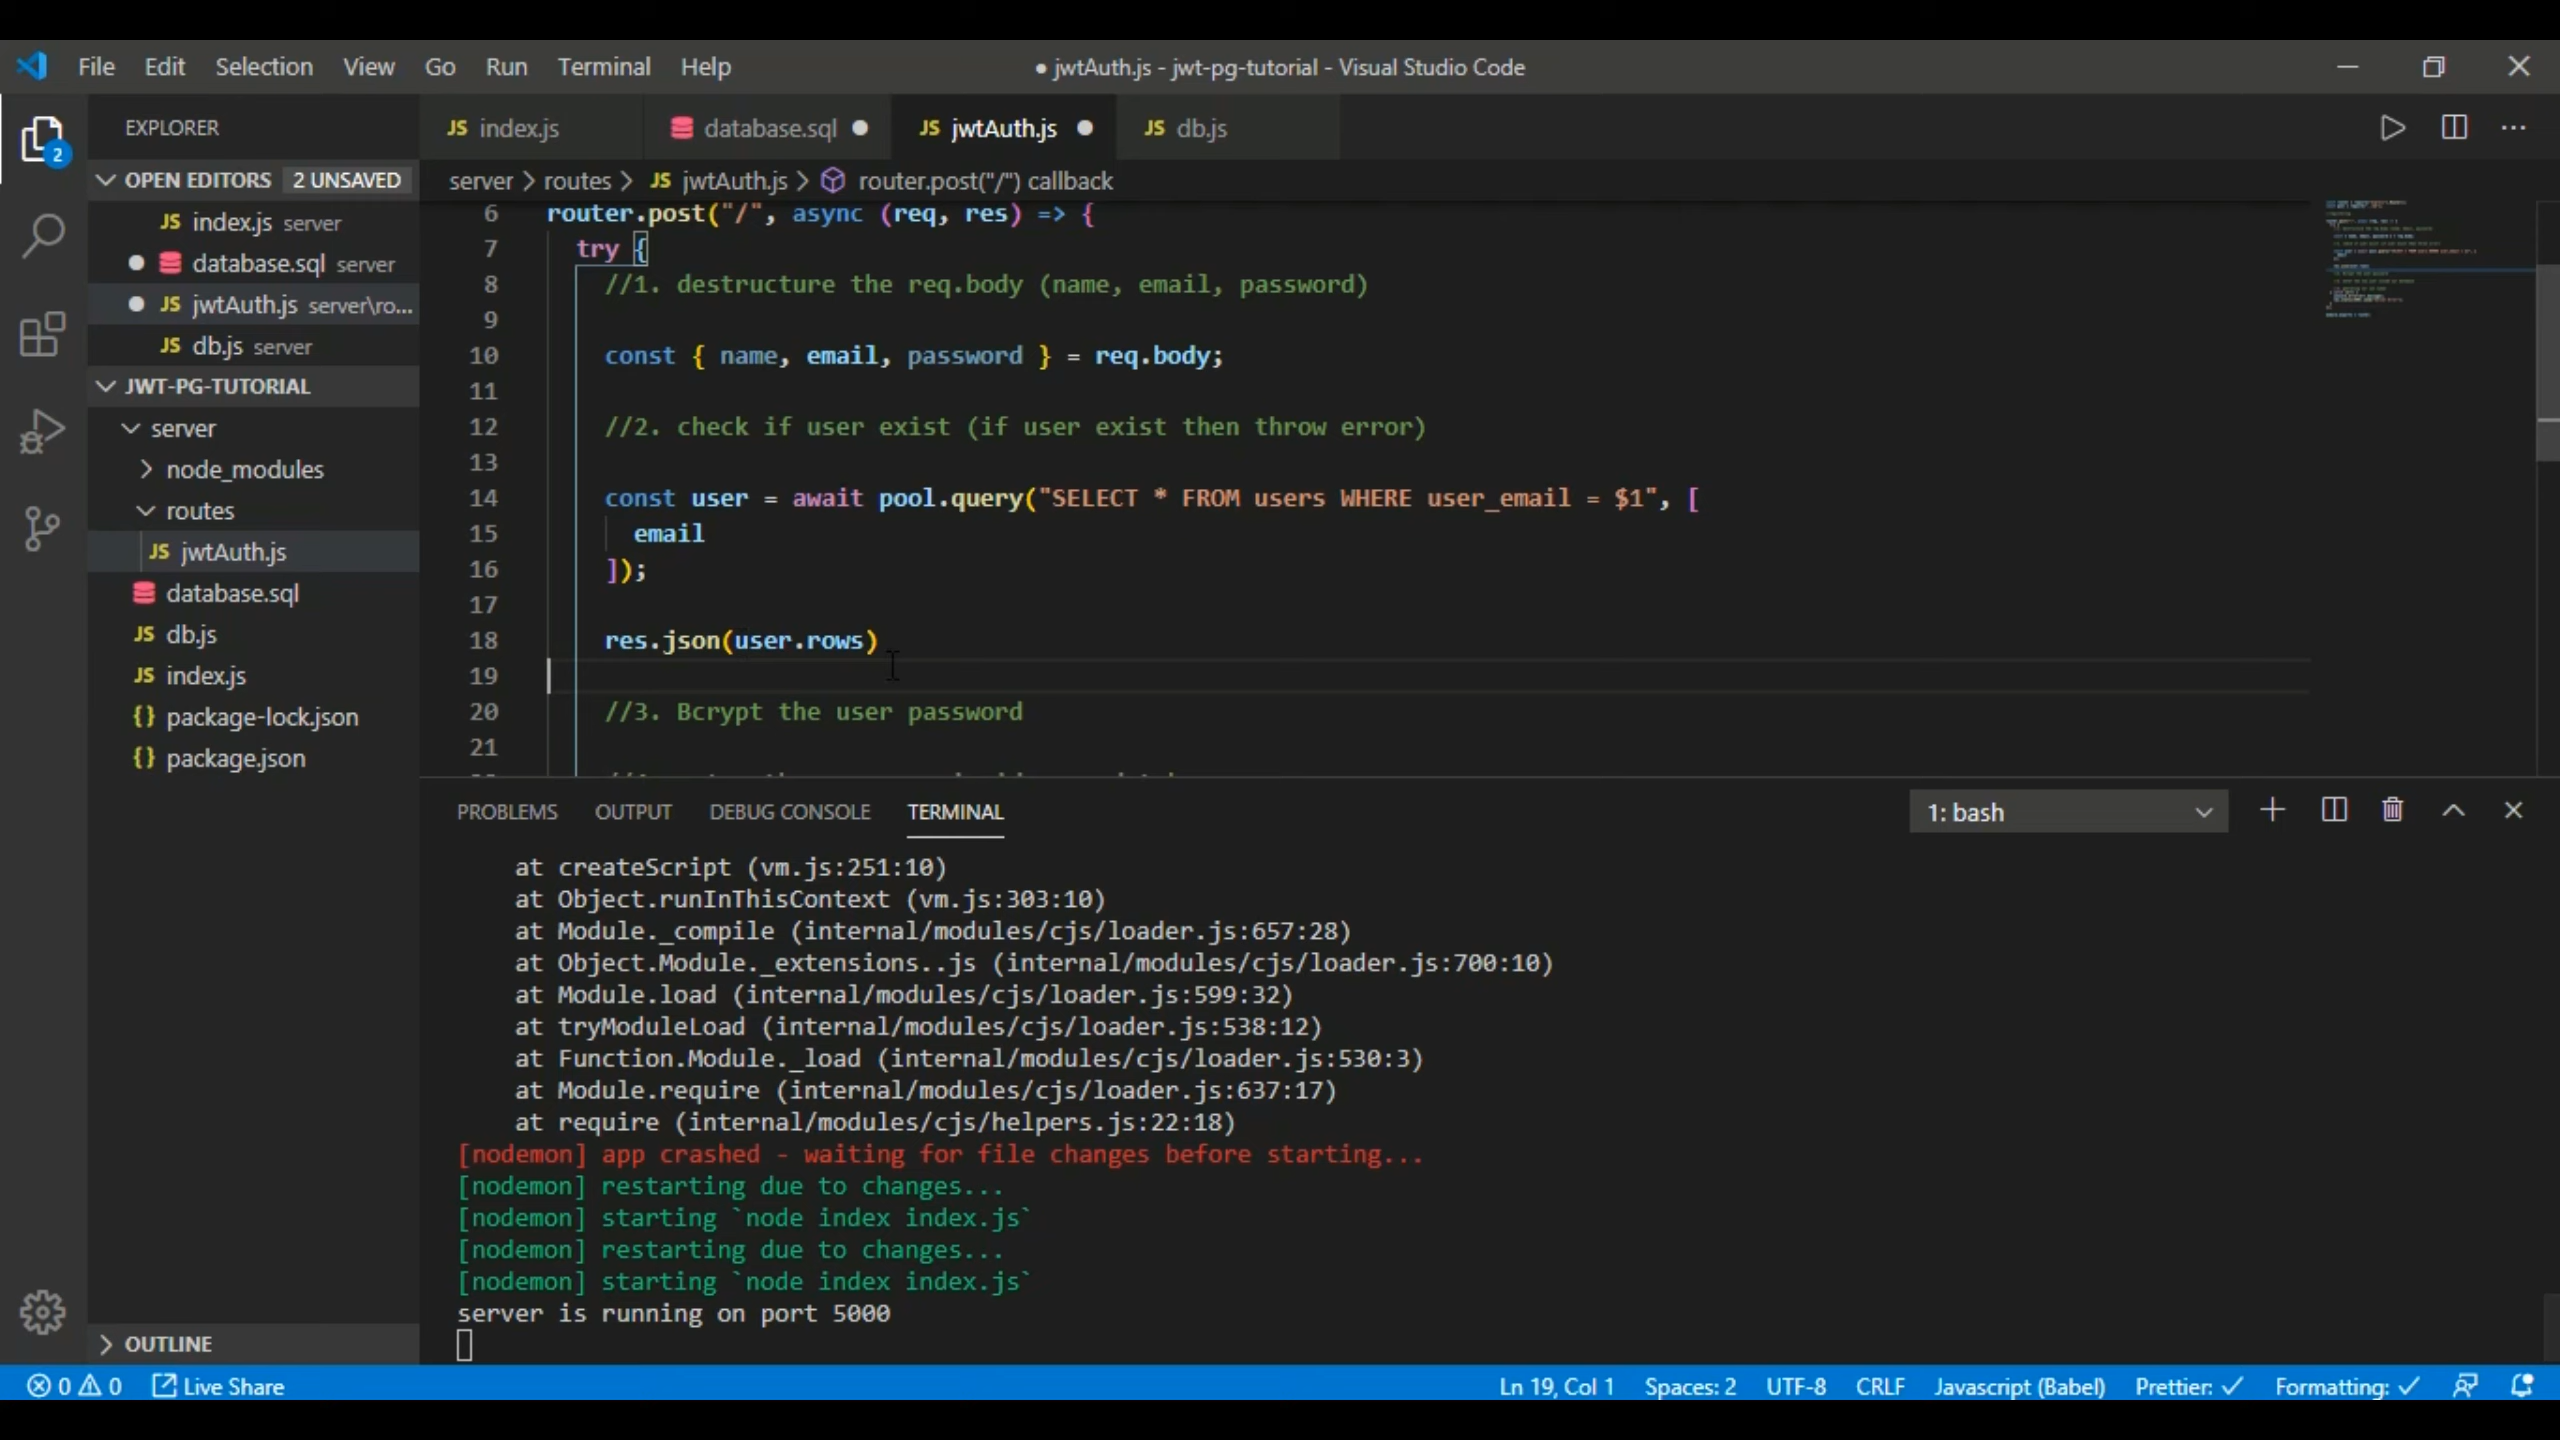 File Edit Selection View Go Run Terminal Help
● jwtAuth.js - jwt-pg-tutorial - Visual Studio Code
2
EXPLORER
OPEN EDITORS 2 UNSAVED
JS index.js server
database.sql server
JS jwtAuth.js server\ro...
JS db.js server
JWT-PG-TUTORIAL
server
node_modules
routes
JS jwtAuth.js
database.sql
JS db.js
JS index.js
{} package-lock.json
{} package.json
OUTLINE
JS index.js database.sql JS jwtAuth.js JS db.js
server > routes > JS jwtAuth.js > router.post("/") callback
6 router.post("/", async (req, res) => {
7 try {
8 //1. destructure the req.body (name, email, password)
9
10 const { name, email, password } = req.body;
11
12 //2. check if user exist (if user exist then throw error)
13
14 const user = await pool.query("SELECT * FROM users WHERE user_email = $1", [
15 email
16 ]);
17
18 res.json(user.rows)
19
20 //3. Bcrypt the user password
21
PROBLEMS OUTPUT DEBUG CONSOLE TERMINAL
1: bash
at createScript (vm.js:251:10)
at Object.runInThisContext (vm.js:303:10)
at Module._compile (internal/modules/cjs/loader.js:657:28)
at Object.Module._extensions..js (internal/modules/cjs/loader.js:700:10)
at Module.load (internal/modules/cjs/loader.js:599:32)
at tryModuleLoad (internal/modules/cjs/loader.js:538:12)
at Function.Module._load (internal/modules/cjs/loader.js:530:3)
at Module.require (internal/modules/cjs/loader.js:637:17)
at require (internal/modules/cjs/helpers.js:22:18)
[nodemon] app crashed - waiting for file changes before starting...
[nodemon] restarting due to changes...
[nodemon] starting `node index index.js`
[nodemon] restarting due to changes...
[nodemon] starting `node index index.js`
server is running on port 5000
0 0 Live Share
Ln 19, Col 1 Spaces: 2 UTF-8 CRLF Javascript (Babel) Prettier: ✓ Formatting: ✓